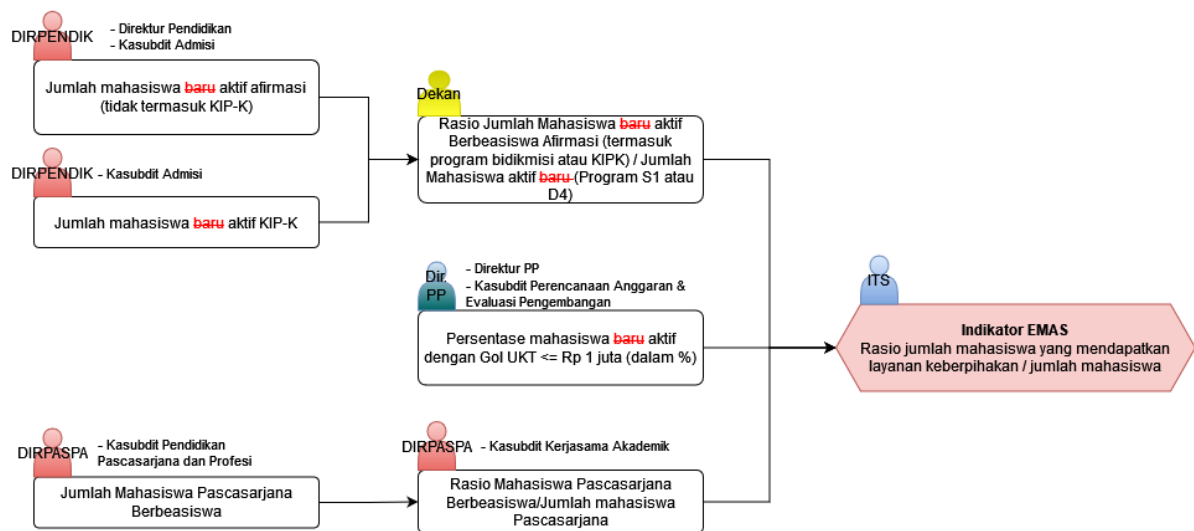 DIRPENDIK
- Direktur Pendidikan
- Kasubdit Admisi
Jumlah mahasiswa baru aktif afirmasi
(tidak termasuk KIP-K)
DIRPENDIK
- Kasubdit Admisi
Jumlah mahasiswa baru aktif KIP-K
Dekan
Rasio Jumlah Mahasiswa baru aktif
Berbeasiswa Afirmasi (termasuk
program bidikmisi atau KIPK) / Jumlah
Mahasiswa aktif baru (Program S1 atau
D4)
Dir.
PP
- Direktur PP
- Kasubdit Perencanaan Anggaran &
Evaluasi Pengembangan
Persentase mahasiswa baru aktif
dengan Gol UKT <= Rp 1 juta (dalam %)
ITS
Indikator EMAS
Rasio jumlah mahasiswa yang mendapatkan
layanan keberpihakan / jumlah mahasiswa
DIRPASPA
- Kasubdit Pendidikan
Pascasarjana dan Profesi
Jumlah Mahasiswa Pascasarjana
Berbeasiswa
DIRPASPA
- Kasubdit Kerjasama Akademik
Rasio Mahasiswa Pascasarjana
Berbeasiswa/Jumlah mahasiswa
Pascasarjana